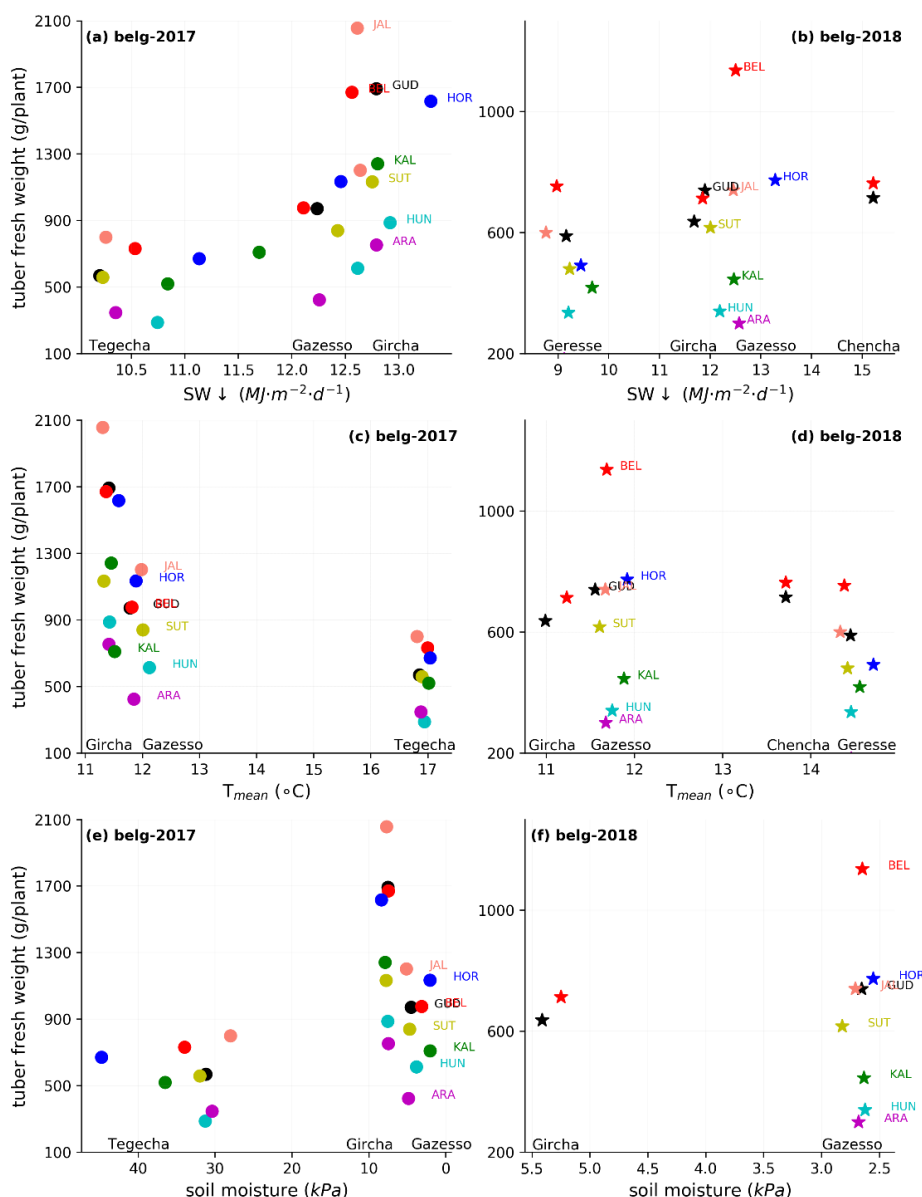 (a) belg-2017
2100
1700
1300
900
500
100
tuber fresh weight (g/plant)
JAL
BEL
GUD
HOR
KAL
SUT
HUN
ARA
Tegecha
Gazesso
Gircha
10.5 11.0 11.5 12.0 12.5 13.0
SW ↓ (MJ·m⁻²·d⁻¹)
(b) belg-2018
1000
600
200
BEL
GUD
JAL
HOR
SUT
KAL
HUN
ARA
Geresse
Gircha
Gazesso
Chencha
9 10 11 12 13 14 15
SW ↓ (MJ·m⁻²·d⁻¹)
(c) belg-2017
2100
1700
1300
900
500
100
tuber fresh weight (g/plant)
JAL
HOR
BEL
GUD
SUT
KAL
HUN
ARA
Gircha
Gazesso
Tegecha
11 12 13 14 15 16 17
Tmean (∘C)
(d) belg-2018
1000
600
200
BEL
HOR
GUD
JAL
SUT
KAL
HUN
ARA
Gircha
Gazesso
Chencha
Geresse
11 12 13 14
Tmean (∘C)
(e) belg-2017
2100
1700
1300
900
500
100
tuber fresh weight (g/plant)
JAL
HOR
BEL
GUD
SUT
KAL
HUN
ARA
Tegecha
Gircha
Gazesso
40 30 20 10 0
soil moisture (kPa)
(f) belg-2018
1000
600
200
BEL
HOR
JAL
GUD
SUT
KAL
HUN
ARA
Gircha
Gazesso
5.5 5.0 4.5 4.0 3.5 3.0 2.5
soil moisture (kPa)